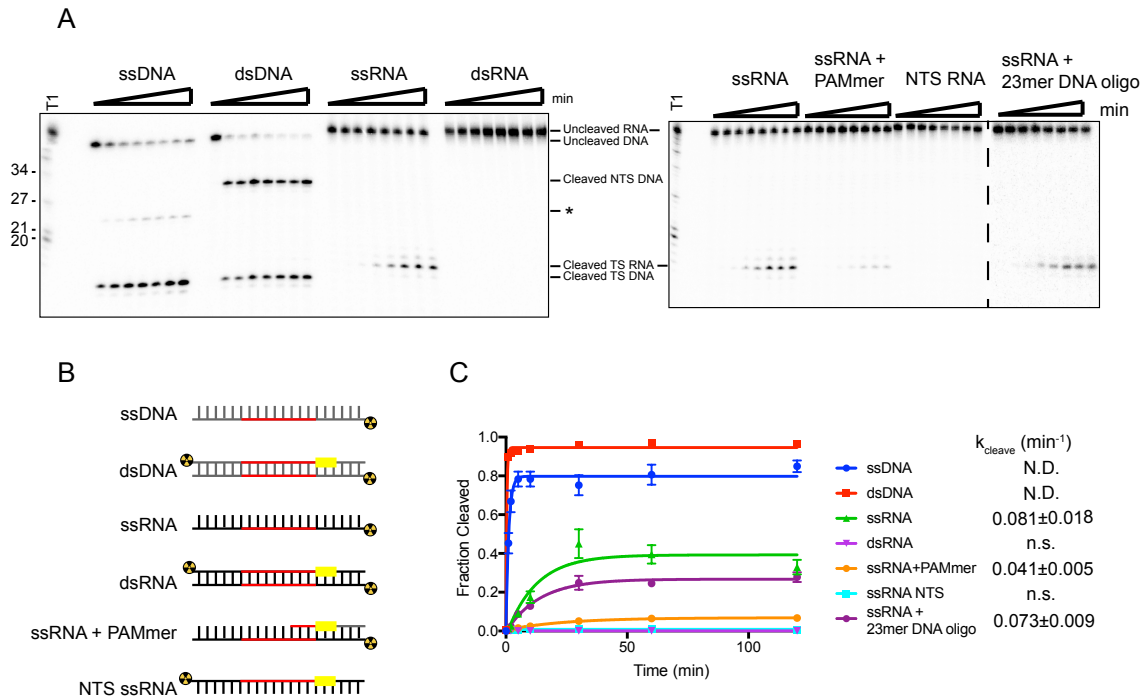 A
ssDNA
dsDNA
ssRNA
dsRNA
T1
min
34 -
27 -
21 -
20 -
Uncleaved RNA
Uncleaved DNA
Cleaved NTS DNA
*
Cleaved TS RNA
Cleaved TS DNA
ssRNA
ssRNA +
PAMmer
NTS RNA
ssRNA +
23mer DNA oligo
T1
min
B
ssDNA
dsDNA
ssRNA
dsRNA
ssRNA + PAMmer
NTS ssRNA
C
Fraction Cleaved
1.0
0.8
0.6
0.4
0.2
0.0
0
50
100
Time (min)
kcleave (min-1)
ssDNA N.D.
dsDNA N.D.
ssRNA 0.081±0.018
dsRNA n.s.
ssRNA+PAMmer 0.041±0.005
ssRNA NTS n.s.
ssRNA +
23mer DNA oligo 0.073±0.009